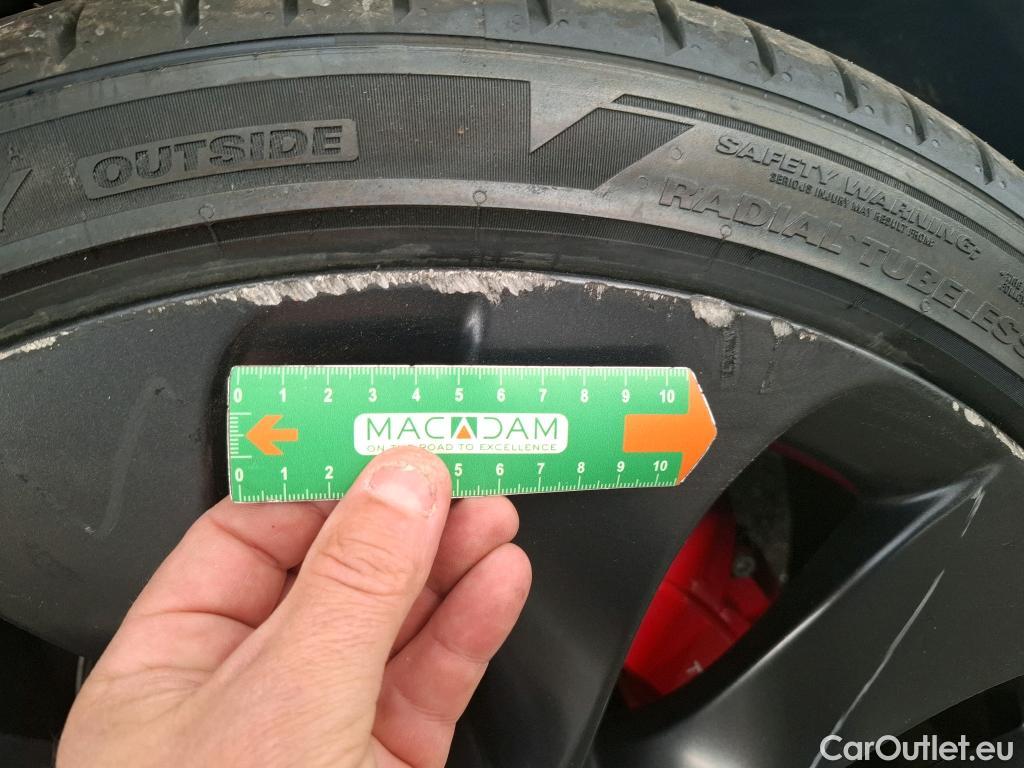 OUTSIDE
SAFETY WARNING:
SERIOUS INJURY MAY RESULT FROM:
RADIAL TUBELESS
0 1 2 3 4 5 6 7 8 9 10
MACADAM
ON THE ROAD TO EXCELLENCE
0 1 2 5 6 7 8 9 10
CarOutlet.eu